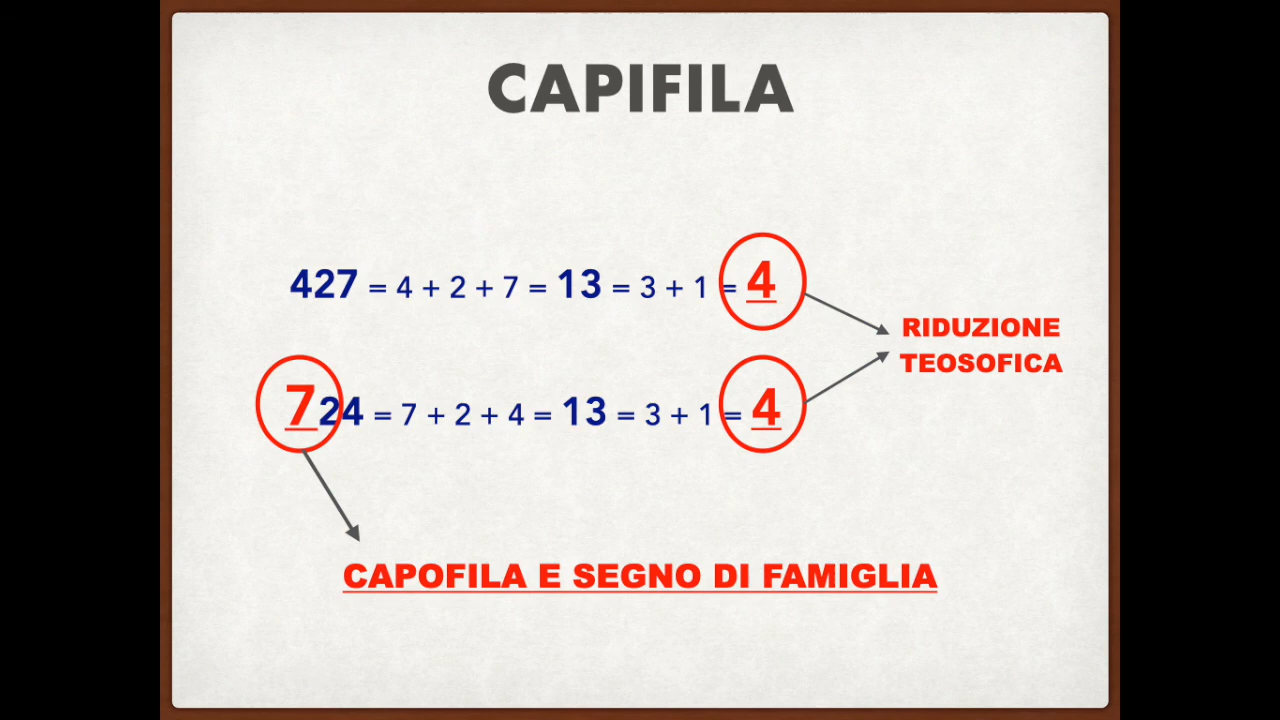 CAPIFILA
427 = 4 + 2 + 7 = 13 = 3 + 1 = 4
RIDUZIONE
TEOSOFICA
724 = 7 + 2 + 4 = 13 = 3 + 1 = 4
CAPOFILA E SEGNO DI FAMIGLIA